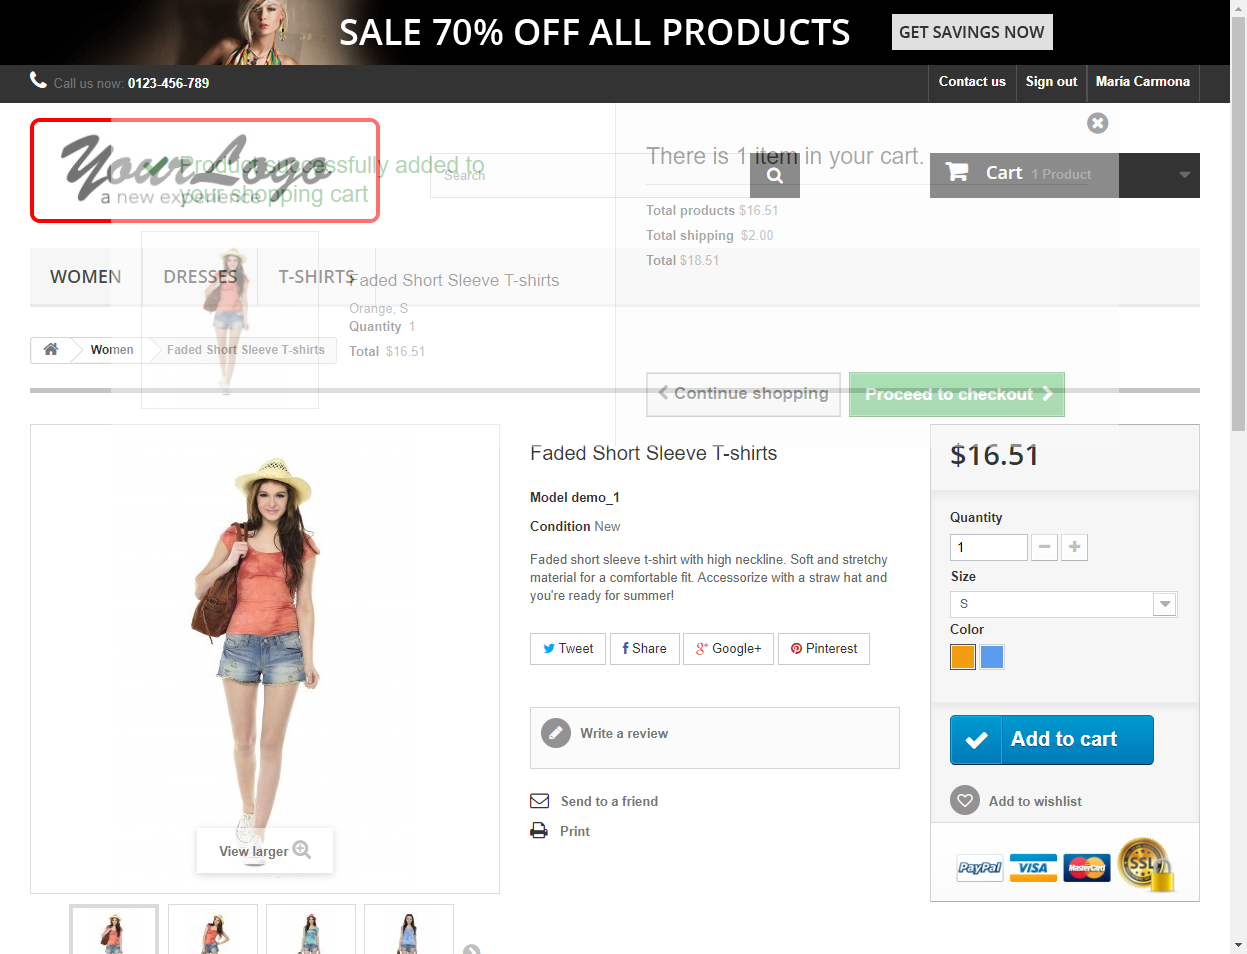 SALE 70% OFF ALL PRODUCTS
GET SAVINGS NOW
Call us now: 0123-456-789
Contact us
Sign out
María Carmona
YourLogo
a new experience
Product successfully added to
your shopping cart
Search
There is 1 item in your cart.
Cart 1 Product
Total products $16.51
Total shipping $2.00
Total $18.51
WOMEN
DRESSES
T-SHIRTS
Faded Short Sleeve T-shirts
Orange, S
Quantity 1
Total $16.51
Women
Faded Short Sleeve T-shirts
Continue shopping
Proceed to checkout
Faded Short Sleeve T-shirts
Model demo_1
Condition New
Faded short sleeve t-shirt with high neckline. Soft and stretchy
material for a comfortable fit. Accessorize with a straw hat and
you're ready for summer!
Tweet
Share
Google+
Pinterest
Write a review
Send to a friend
Print
View larger
$16.51
Quantity
1
Size
S
Color
Add to cart
Add to wishlist
PayPal
VISA
MasterCard
SSL